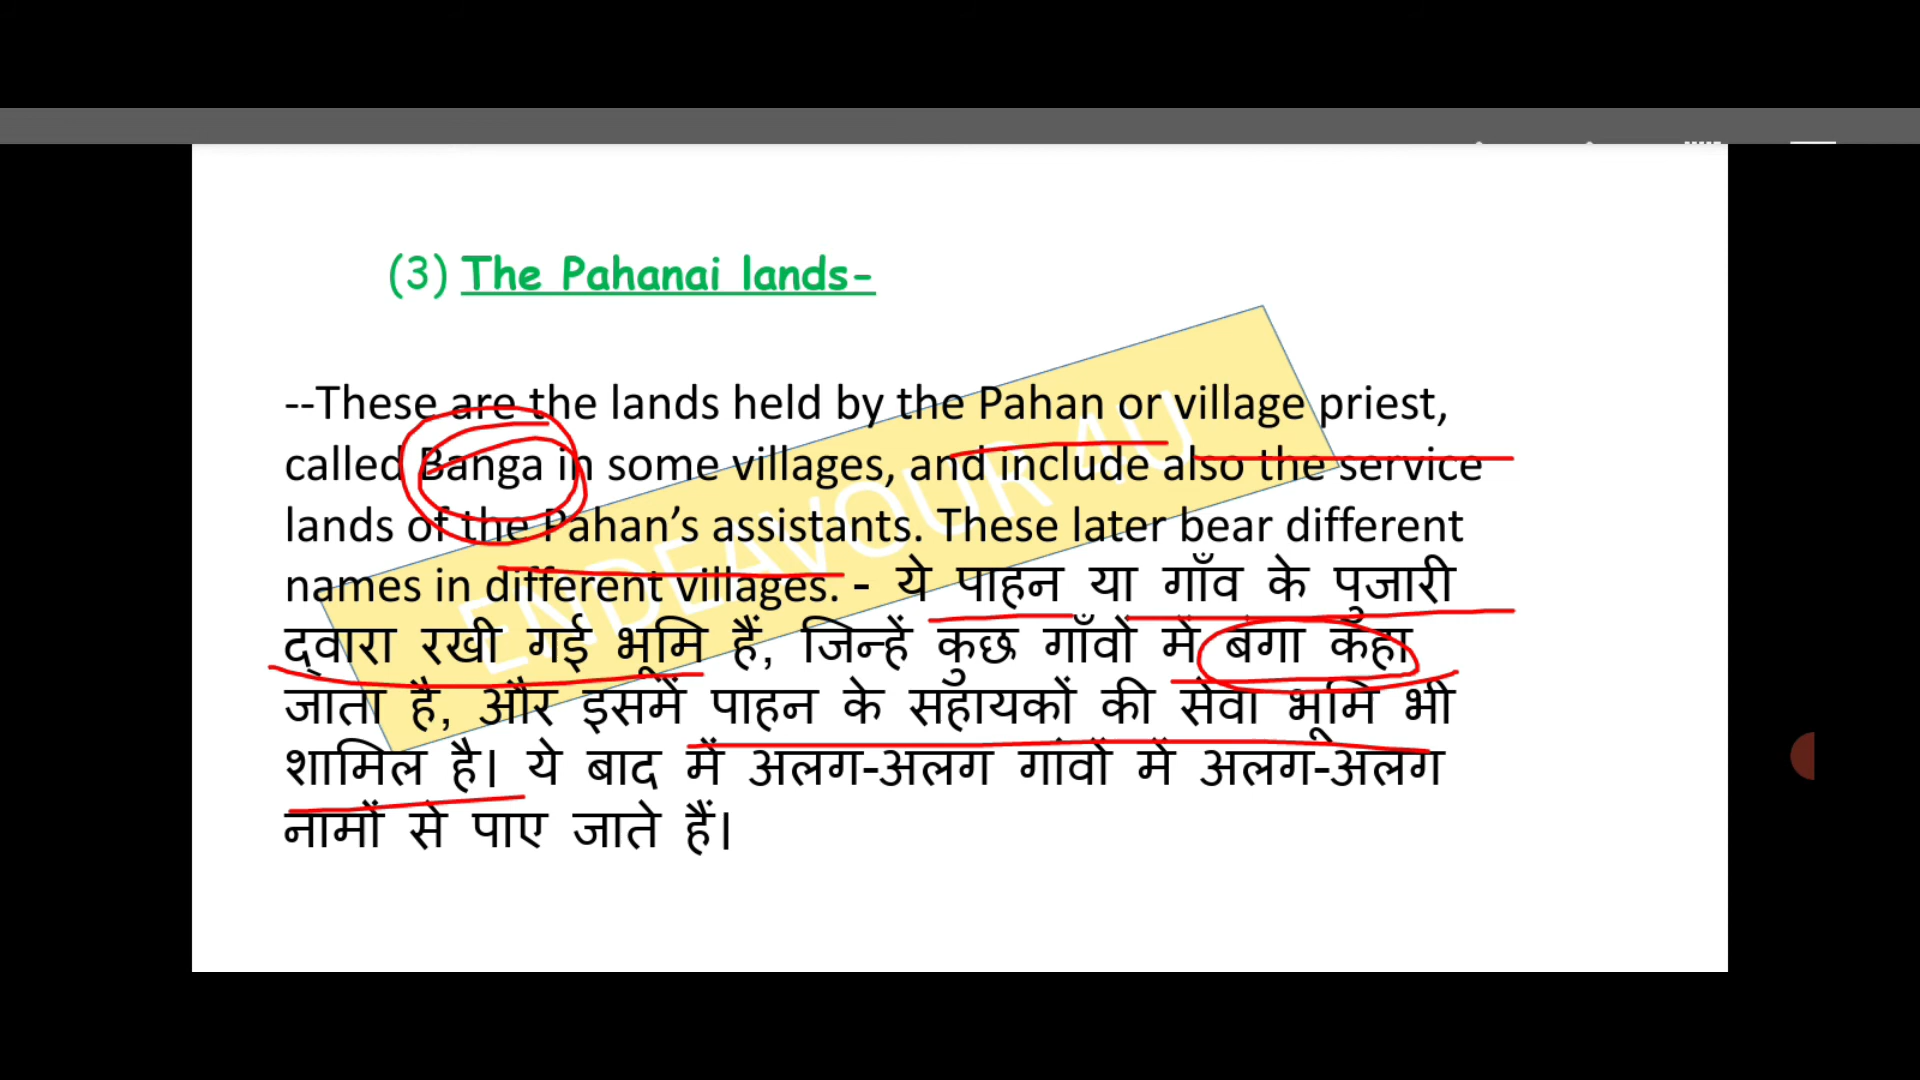 (3) The Pahanai lands-
--These are the lands held by the Pahan or village priest,
called Banga in some villages, and include also the service
lands of the Pahan’s assistants. These later bear different
names in different villages. - ये पाहन या गाँव के पुजारी
द्वारा रखी गई भूमि हैं, जिन्हें कुछ गाँवों में बंगा कहा
जाता है, और इसमें पाहन के सहायकों की सेवा भूमि भी
शामिल है। ये बाद में अलग-अलग गांवों में अलग-अलग
नामों से पाए जाते हैं।
ENDEAVOUR 4U